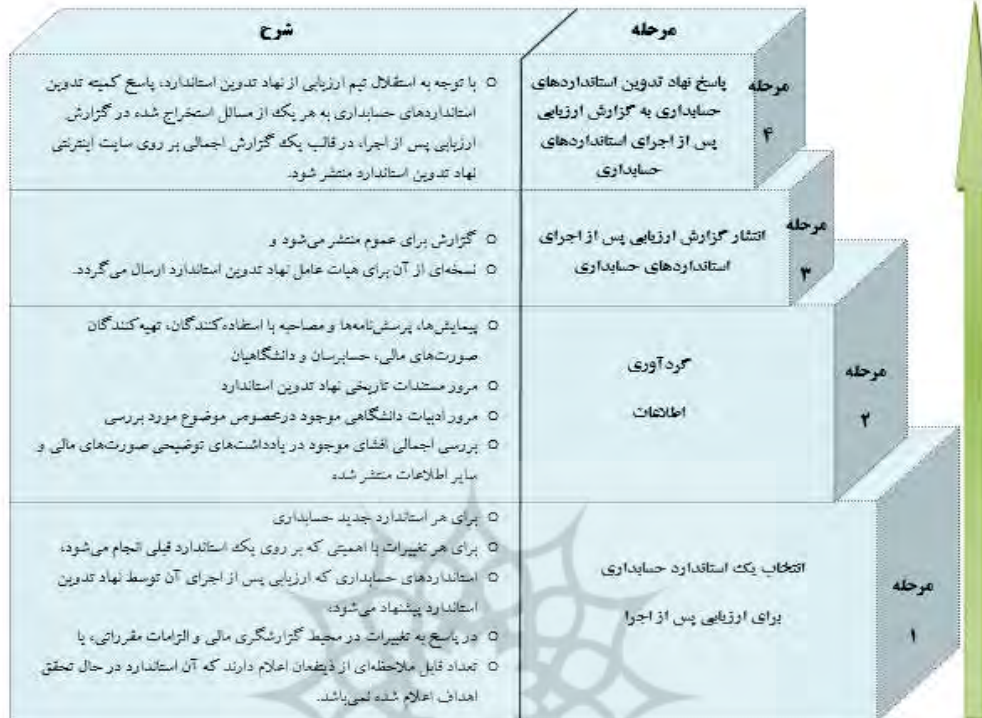 شرح
مرحله
با توجه به استقلال تیم ارزیابی از نهاد تدوین استاندارد، پاسخ کمیته تدوین
استانداردهای حسابداری به هر یک از مسائل استخراج شده در گزارش
ارزیابی پس از اجرا، در قالب یک گزارش اجمالی بر روی سایت اینترنتی
نهاد تدوین استاندارد منتشر شود.
پاسخ نهاد تدوین استانداردهای
حسابداری به گزارش ارزیابی
پس از اجرای استانداردهای
حسابداری
مرحله
۴
گزارش برای عموم منتشر می‌شود و
نسخه‌ای از آن برای هیات عامل نهاد تدوین استاندارد ارسال می‌گردد.
انتشار گزارش ارزیابی پس از اجرای
استانداردهای حسابداری
مرحله
۳
پیمایش‌ها، پرسش‌نامه‌ها و مصاحبه با استفاده‌کنندگان، تهیه‌کنندگان
صورت‌های مالی، حسابرسان و دانشگاهیان
مرور مستندات تاریخی نهاد تدوین استاندارد
مرور ادبیات دانشگاهی موجود درخصوص موضوع مورد بررسی
بررسی اجمالی افشای موجود در یادداشت‌های توضیحی صورت‌های مالی و
سایر اطلاعات منتشر شده
گردآوری
اطلاعات
مرحله
۲
برای هر استاندارد جدید حسابداری
برای هر تغییرات با اهمیتی که بر روی یک استاندارد قبلی انجام می‌شود،
استانداردهای حسابداری که ارزیابی پس از اجرای آن توسط نهاد تدوین
استاندارد پیشنهاد می‌شود،
در پاسخ به تغییرات در محیط گزارشگری مالی و الزامات مقرراتی، یا
تعداد قابل ملاحظه‌ای از ذینفعان اعلام دارند که آن استاندارد در حال تحقق
اهداف اعلام شده نمی‌باشد.
انتخاب یک استاندارد حسابداری
برای ارزیابی پس از اجرا
مرحله
۱